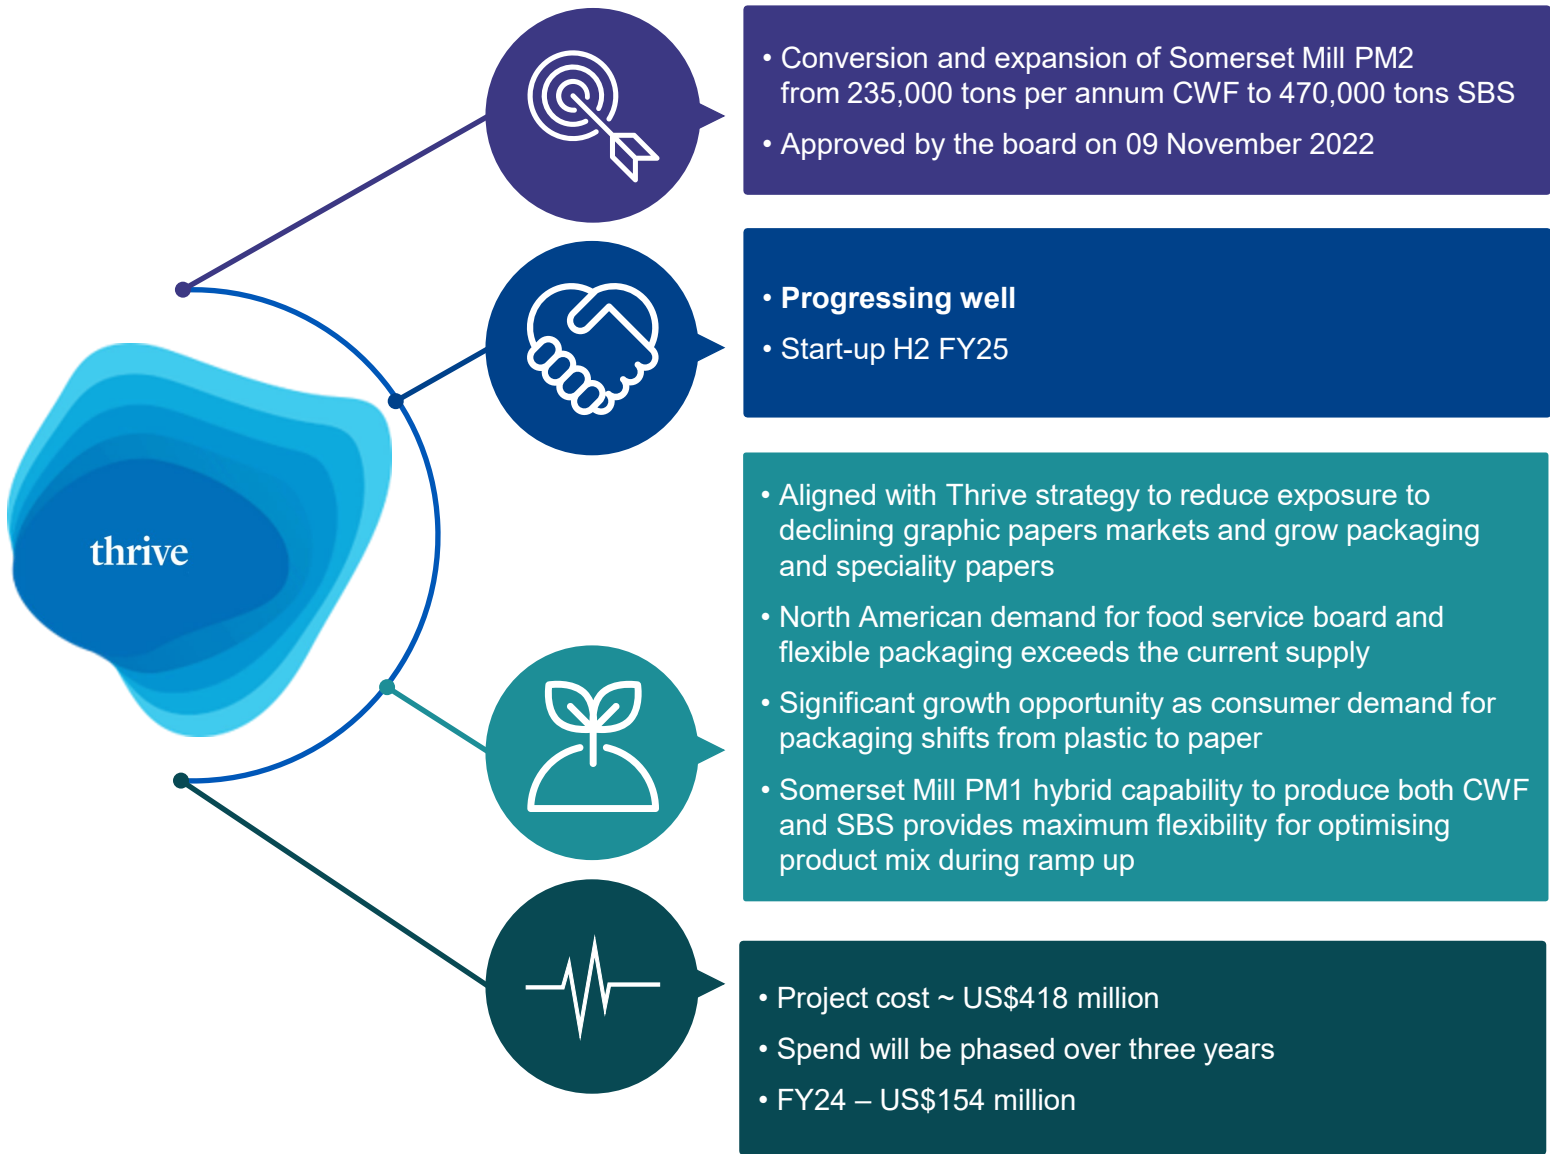 • Conversion and expansion of Somerset Mill PM2
from 235,000 tons per annum CWF to 470,000 tons SBS
• Approved by the board on 09 November 2022
• Progressing well
• Start-up H2 FY25
thrive
• Aligned with Thrive strategy to reduce exposure to
declining graphic papers markets and grow packaging
and speciality papers
• North American demand for food service board and
flexible packaging exceeds the current supply
• Significant growth opportunity as consumer demand for
packaging shifts from plastic to paper
• Somerset Mill PM1 hybrid capability to produce both CWF
and SBS provides maximum flexibility for optimising
product mix during ramp up
• Project cost ~ US$418 million
• Spend will be phased over three years
• FY24 – US$154 million